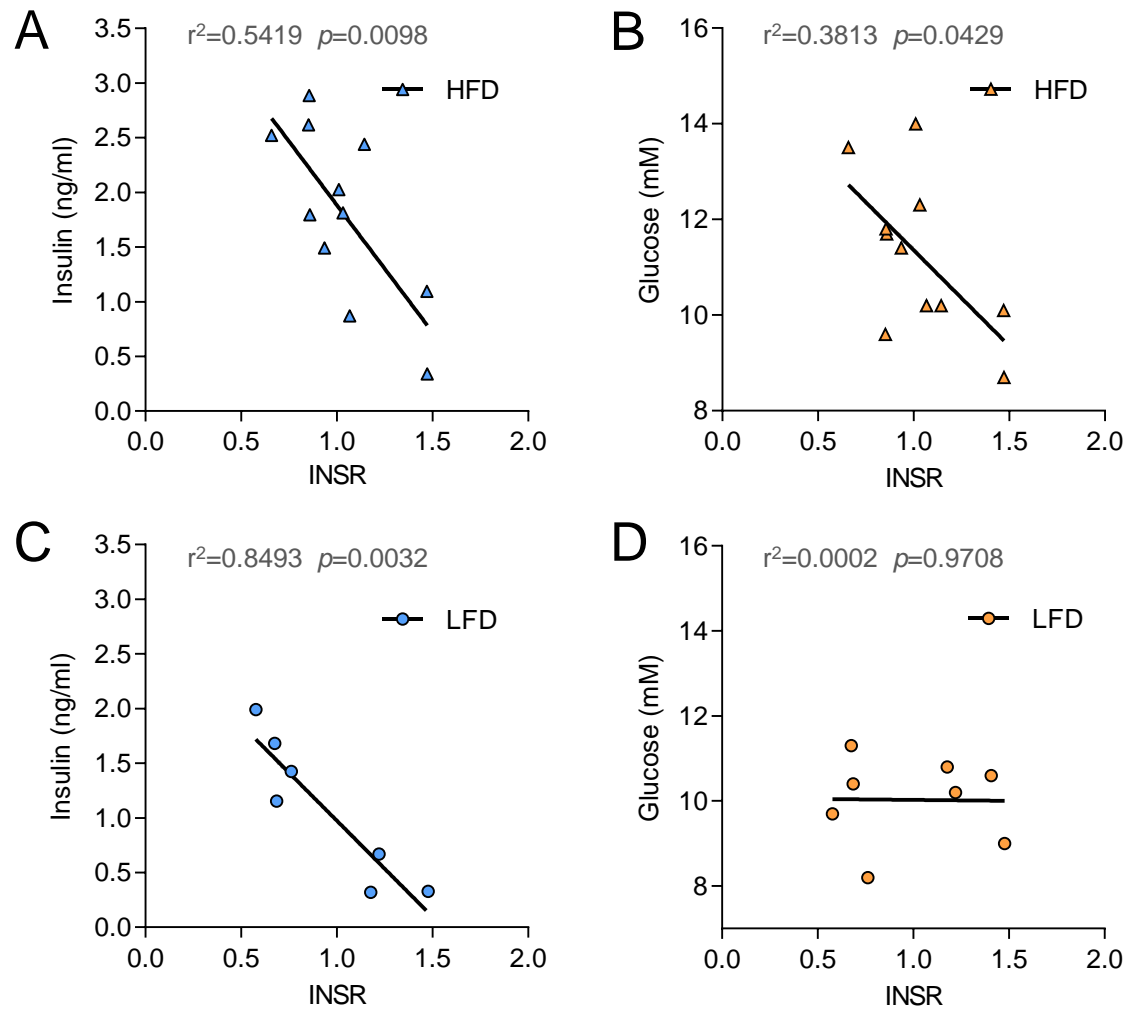 A
r²=0.5419 p=0.0098
HFD
Insulin (ng/ml)
3.5
3.0
2.5
2.0
1.5
1.0
0.5
0.0
0.0 0.5 1.0 1.5 2.0
INSR
B
r²=0.3813 p=0.0429
HFD
Glucose (mM)
16
14
12
10
8
0.0 0.5 1.0 1.5 2.0
INSR
C
r²=0.8493 p=0.0032
LFD
Insulin (ng/ml)
3.5
3.0
2.5
2.0
1.5
1.0
0.5
0.0
0.0 0.5 1.0 1.5 2.0
INSR
D
r²=0.0002 p=0.9708
LFD
Glucose (mM)
16
14
12
10
8
0.0 0.5 1.0 1.5 2.0
INSR